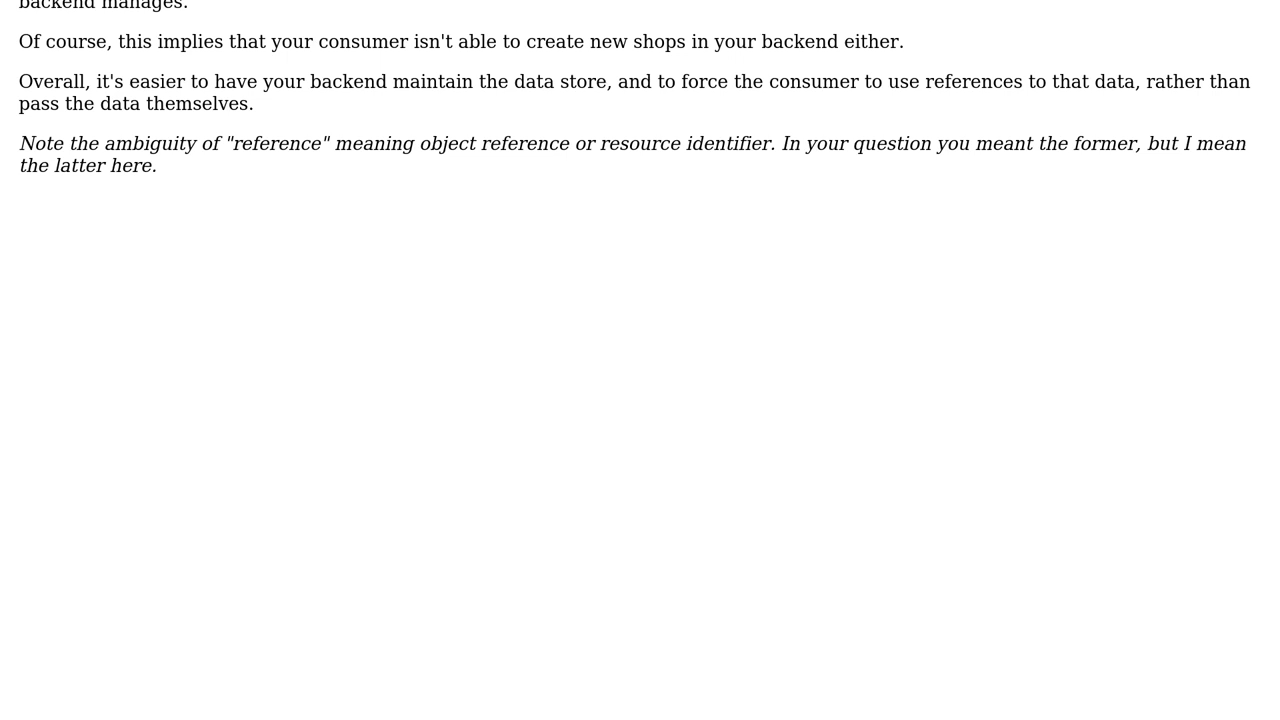 backend manages.
Of course, this implies that your consumer isn't able to create new shops in your backend either.
Overall, it's easier to have your backend maintain the data store, and to force the consumer to use references to that data, rather than
pass the data themselves.
Note the ambiguity of "reference" meaning object reference or resource identifier. In your question you meant the former, but I mean
the latter here.